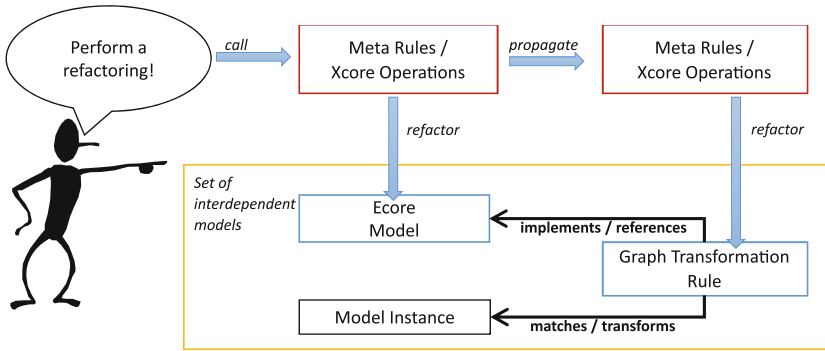 Perform a
refactoring!
call
Meta Rules /
Xcore Operations
propagate
Meta Rules /
Xcore Operations
refactor
refactor
Set of
interdependent
models
Ecore
Model
implements / references
Graph Transformation
Rule
Model Instance
matches / transforms